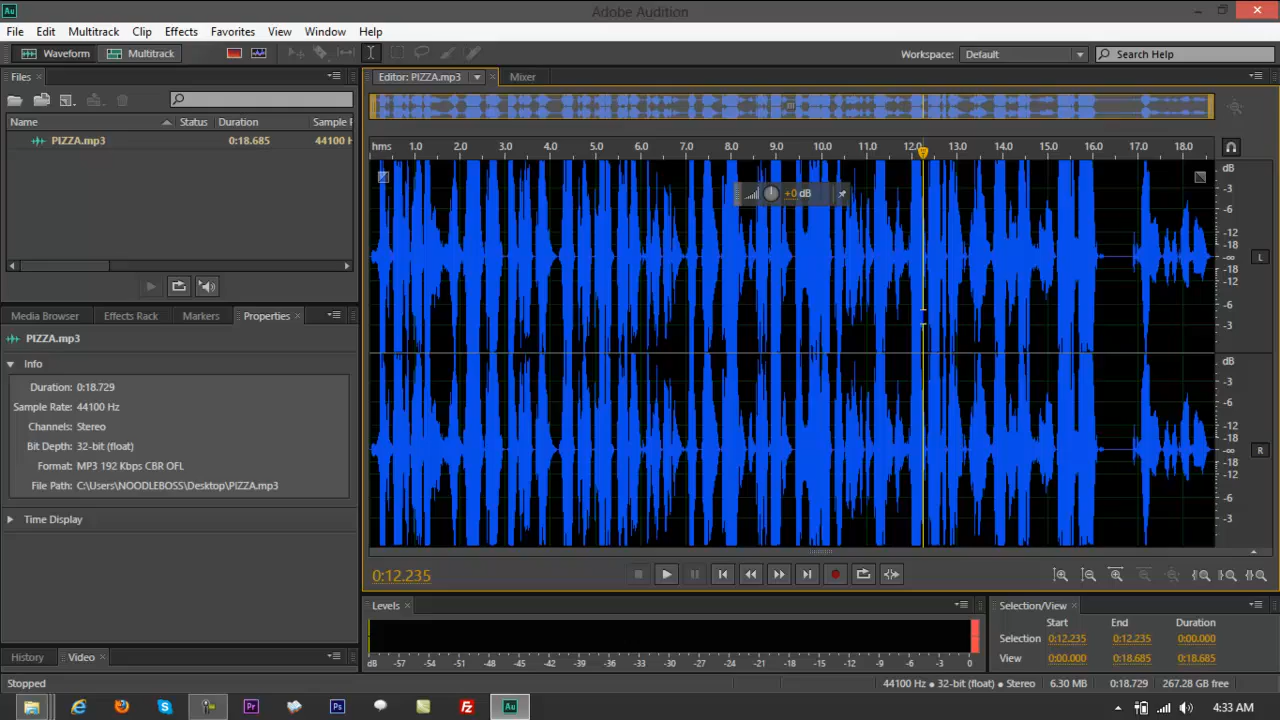 Au Adobe Audition
File Edit Multitrack Clip Effects Favorites View Window Help
Waveform Multitrack Workspace: Default Search Help
Files Editor: PIZZA.mp3 Mixer
Name Status Duration Sample F
PIZZA.mp3 0:18.685 44100 H
hms 1.0 2.0 3.0 4.0 5.0 6.0 7.0 8.0 9.0 10.0 11.0 12.0 13.0 14.0 15.0 16.0 17.0 18.0
+0 dB
dB
-3
-6
-12
-18
-∞ L
-18
-12
-6
-3
dB
-3
-6
-12
-18
-∞ R
-18
-12
-6
-3
Media Browser Effects Rack Markers Properties
PIZZA.mp3
Info
Duration: 0:18.729
Sample Rate: 44100 Hz
Channels: Stereo
Bit Depth: 32-bit (float)
Format: MP3 192 Kbps CBR OFL
File Path: C:\Users\NOODLEBOSS\Desktop\PIZZA.mp3
Time Display
0:12.235
Levels
dB -57 -54 -51 -48 -45 -42 -39 -36 -33 -30 -27 -24 -21 -18 -15 -12 -9 -6 -3 0
Selection/View
Start End Duration
Selection 0:12.235 0:12.235 0:00.000
View 0:00.000 0:18.685 0:18.685
History Video
Stopped 44100 Hz ● 32-bit (float) ● Stereo 6.30 MB 0:18.729 267.28 GB free
Pr Ps Fz Au 4:33 AM